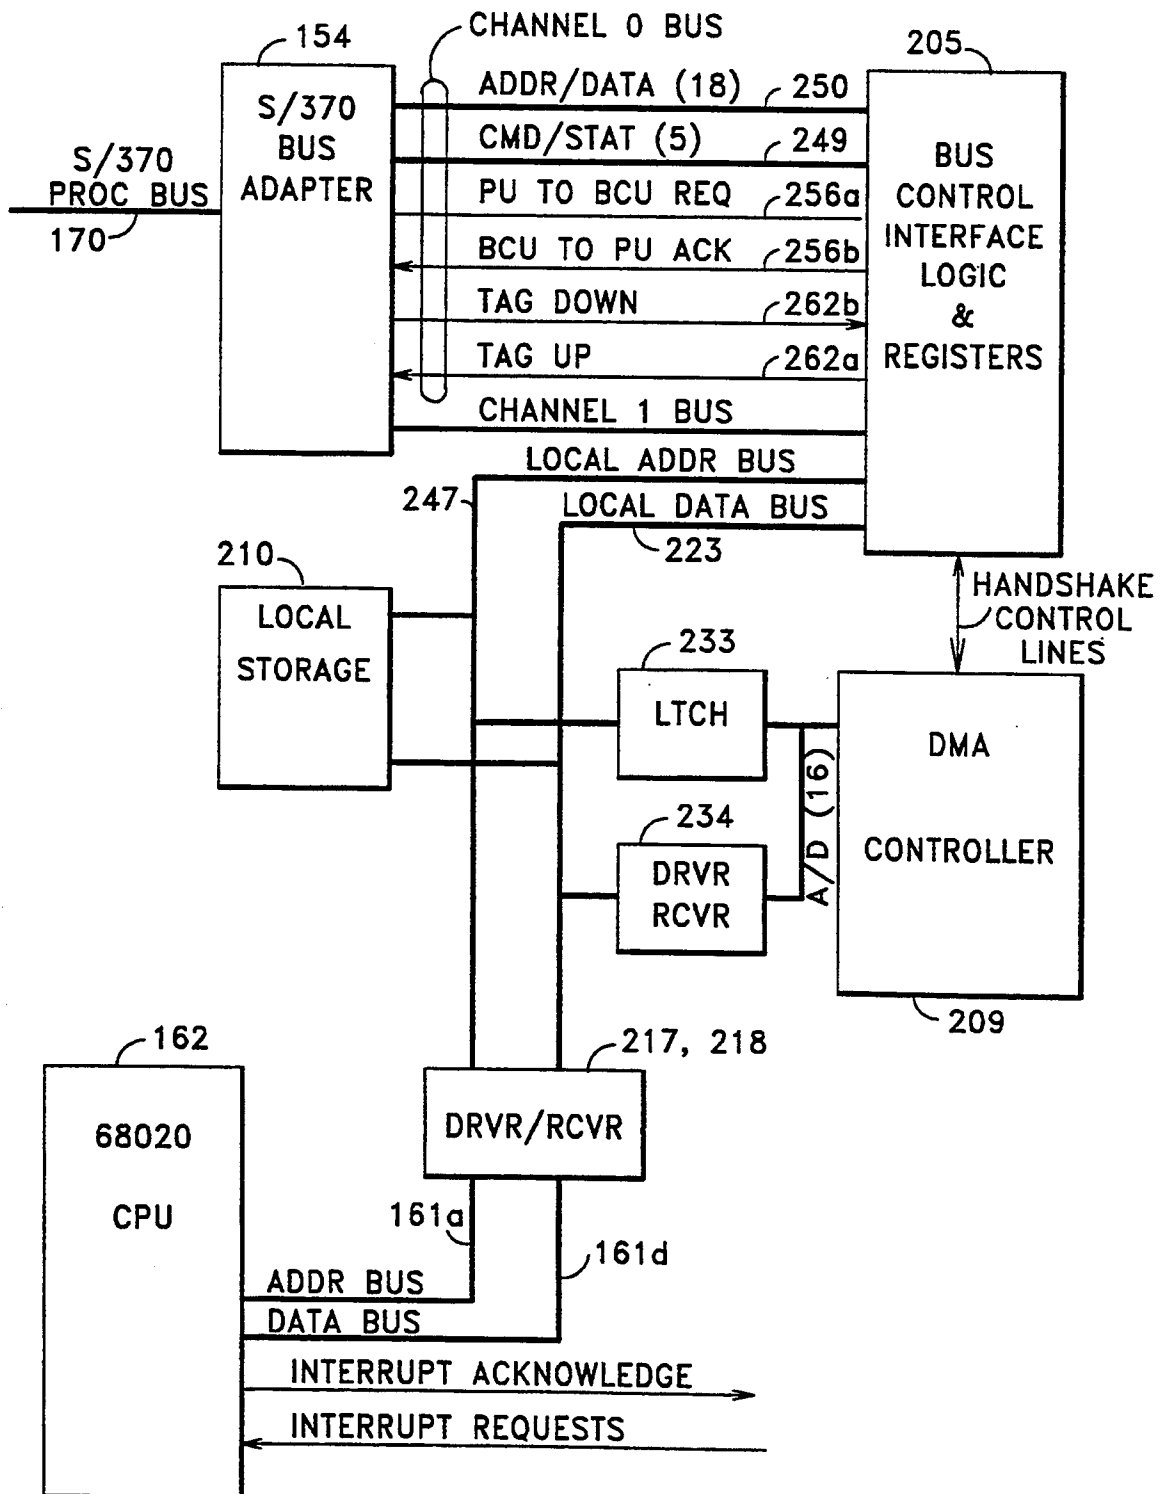 CHANNEL 0 BUS
154
205
S/370
BUS
ADAPTER
ADDR/DATA (18)
250
CMD/STAT (5)
249
S/370
PROC BUS
170
PU TO BCU REQ
256a
BCU TO PU ACK
256b
TAG DOWN
262b
TAG UP
262a
CHANNEL 1 BUS
BUS
CONTROL
INTERFACE
LOGIC
&
REGISTERS
LOCAL ADDR BUS
247
LOCAL DATA BUS
223
210
LOCAL
STORAGE
HANDSHAKE
CONTROL
LINES
233
LTCH
A/D (16)
DMA
CONTROLLER
234
DRVR
RCVR
209
162
217, 218
DRVR/RCVR
68020
CPU
161a
161d
ADDR BUS
DATA BUS
INTERRUPT ACKNOWLEDGE
INTERRUPT REQUESTS